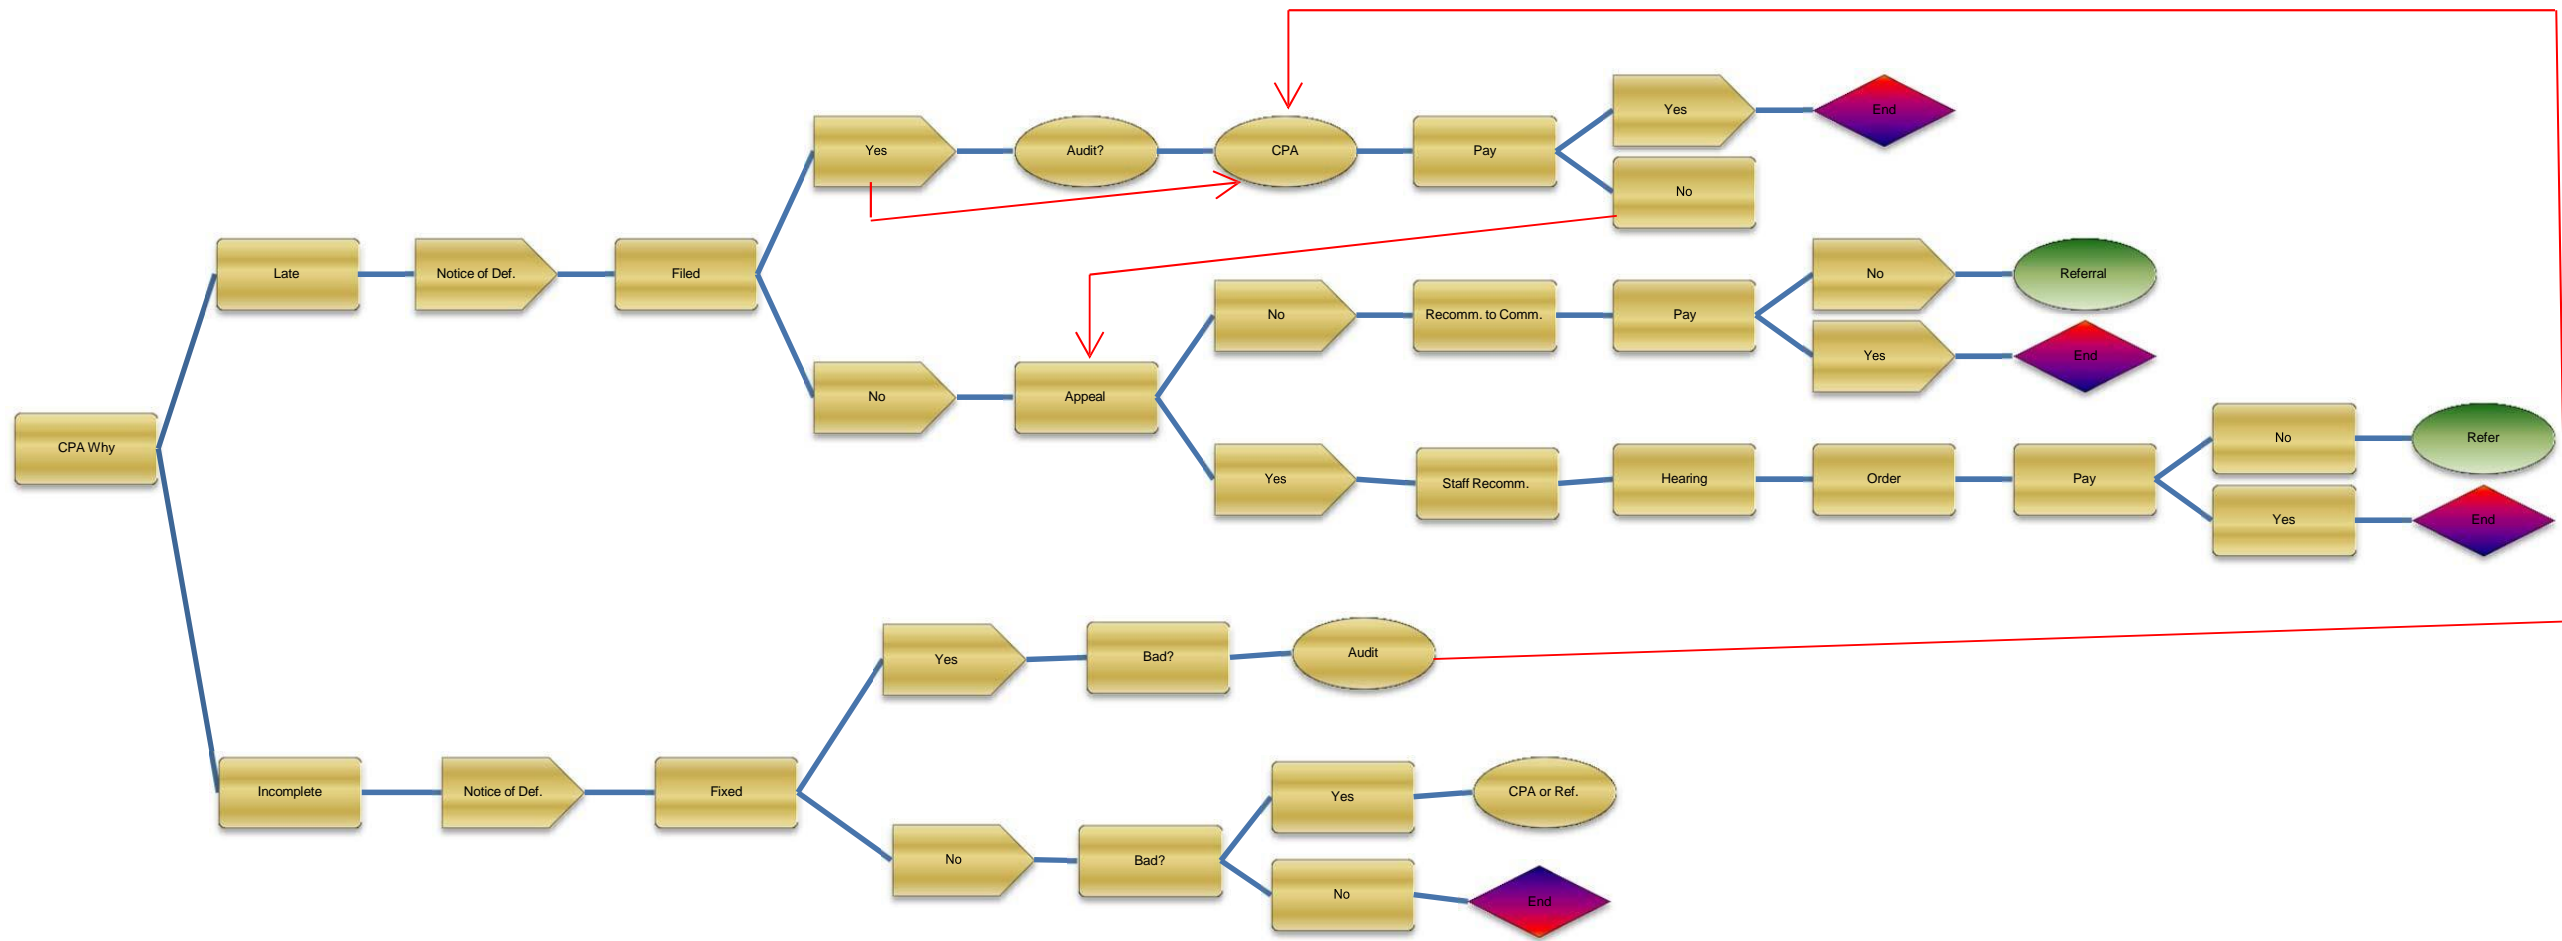 Yes
End
Yes
Audit?
CPA
Pay
No
Late
Notice of Def.
Filed
No
Referral
No
Recomm. to Comm.
Pay
Yes
End
No
Appeal
CPA Why
No
Refer
Yes
Staff Recomm.
Hearing
Order
Pay
Yes
End
Yes
Bad?
Audit
Incomplete
Notice of Def.
Fixed
Yes
CPA or Ref.
No
Bad?
No
End